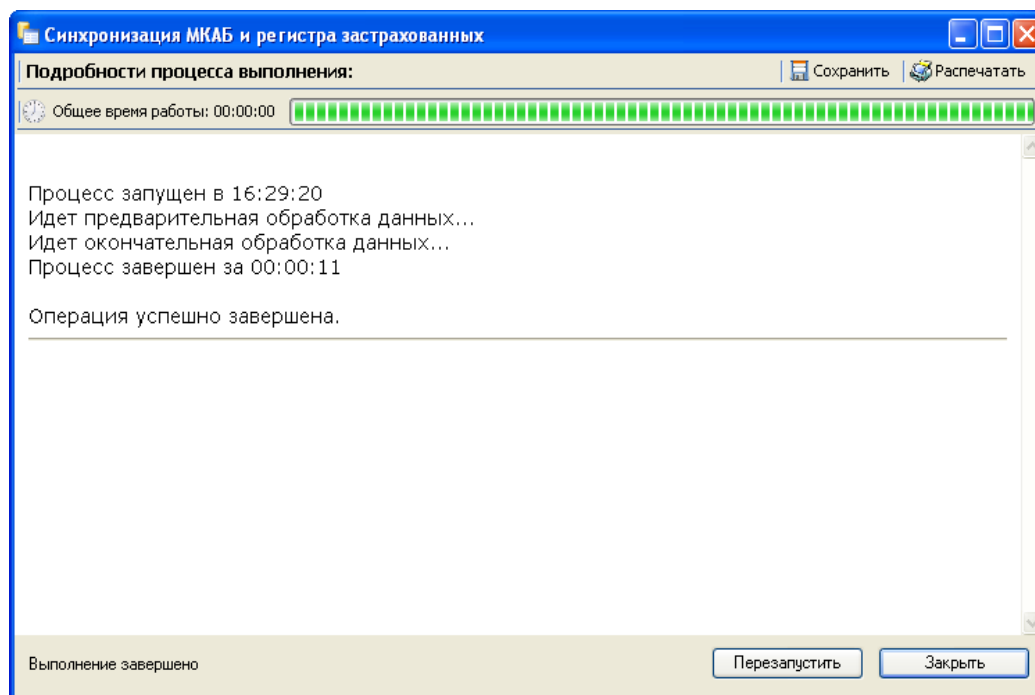 Синхронизация МКАБ и регистра застрахованных
Подробности процесса выполнения: Сохранить Распечатать
Общее время работы: 00:00:00
Процесс запущен в 16:29:20
Идет предварительная обработка данных...
Идет окончательная обработка данных...
Процесс завершен за 00:00:11
Операция успешно завершена.
Выполнение завершено Перезапустить Закрыть